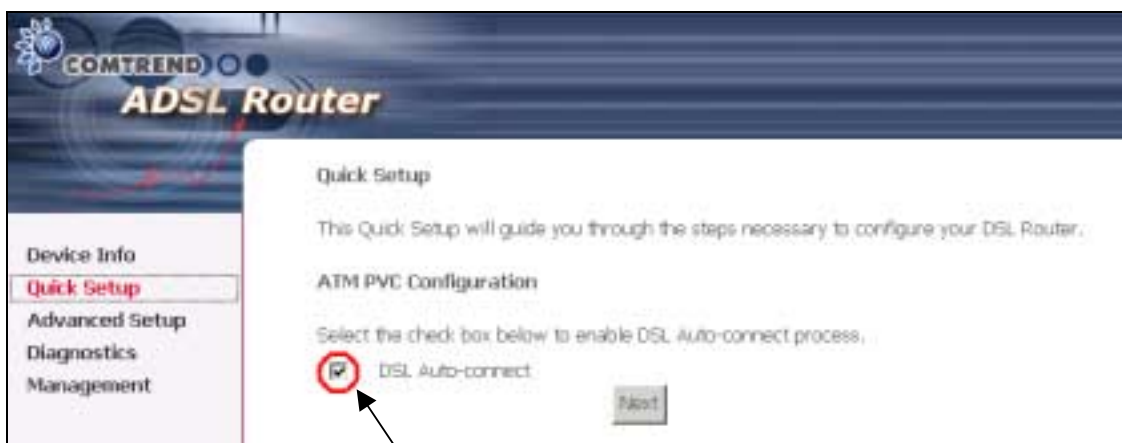 COMTREND
ADSL Router
Device Info
Quick Setup
Advanced Setup
Diagnostics
Management
Quick Setup
This Quick Setup will guide you through the steps necessary to configure your DSL Router.
ATM PVC Configuration
Select the check box below to enable DSL Auto-connect process.
DSL Auto-connect
Next